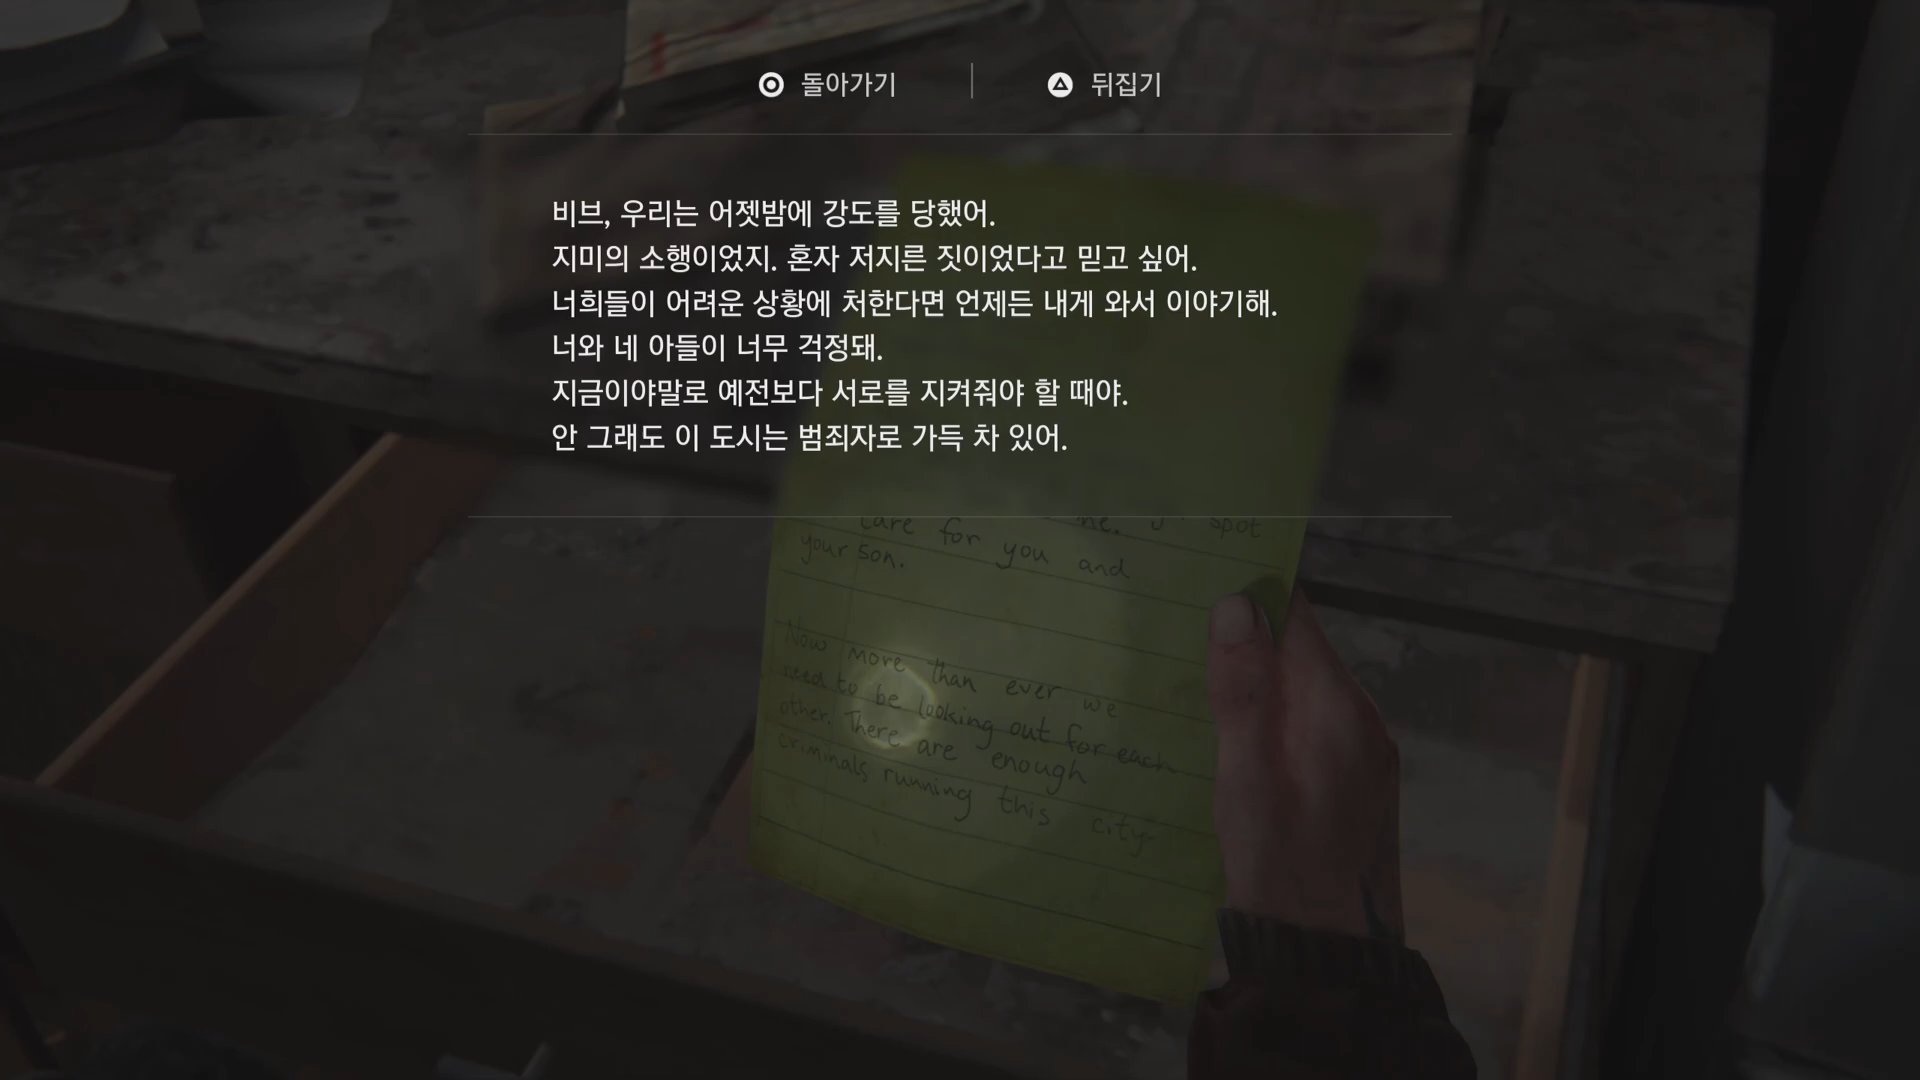 돌아가기 뒤집기
비브, 우리는 어젯밤에 강도를 당했어.
지미의 소행이었지. 혼자 저지른 짓이었다고 믿고 싶어.
너희들이 어려운 상황에 처한다면 언제든 내게 와서 이야기해.
너와 네 아들이 너무 걱정돼.
지금이야말로 예전보다 서로를 지켜줘야 할 때야.
안 그래도 이 도시는 범죄자로 가득 차 있어.
spot
care for you and
your son.
Now more than ever we
need to be looking out for each
other. There are enough
criminals running this city